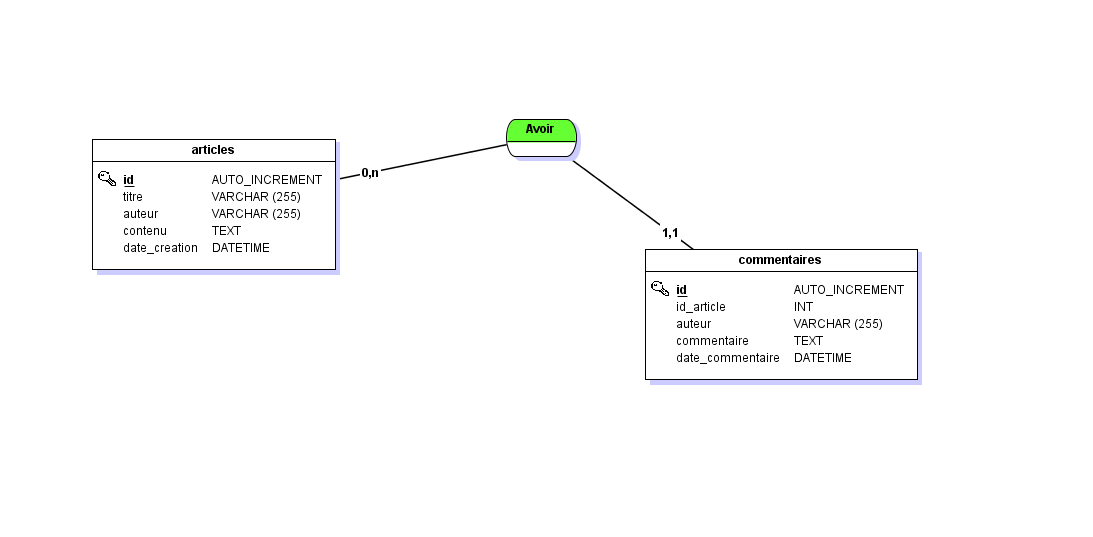 Avoir
articles
id AUTO_INCREMENT
titre VARCHAR (255)
auteur VARCHAR (255)
contenu TEXT
date_creation DATETIME
0,n
1,1
commentaires
id AUTO_INCREMENT
id_article INT
auteur VARCHAR (255)
commentaire TEXT
date_commentaire DATETIME